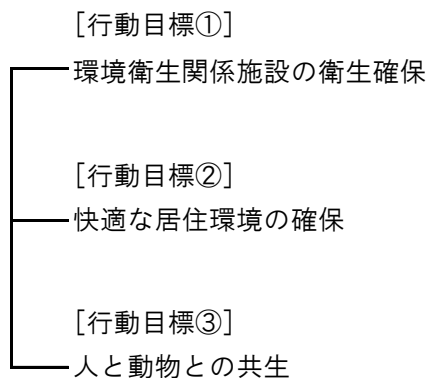 [行動目標①]
環境衛生関係施設の衛生確保
[行動目標②]
快適な居住環境の確保
[行動目標③]
人と動物との共生